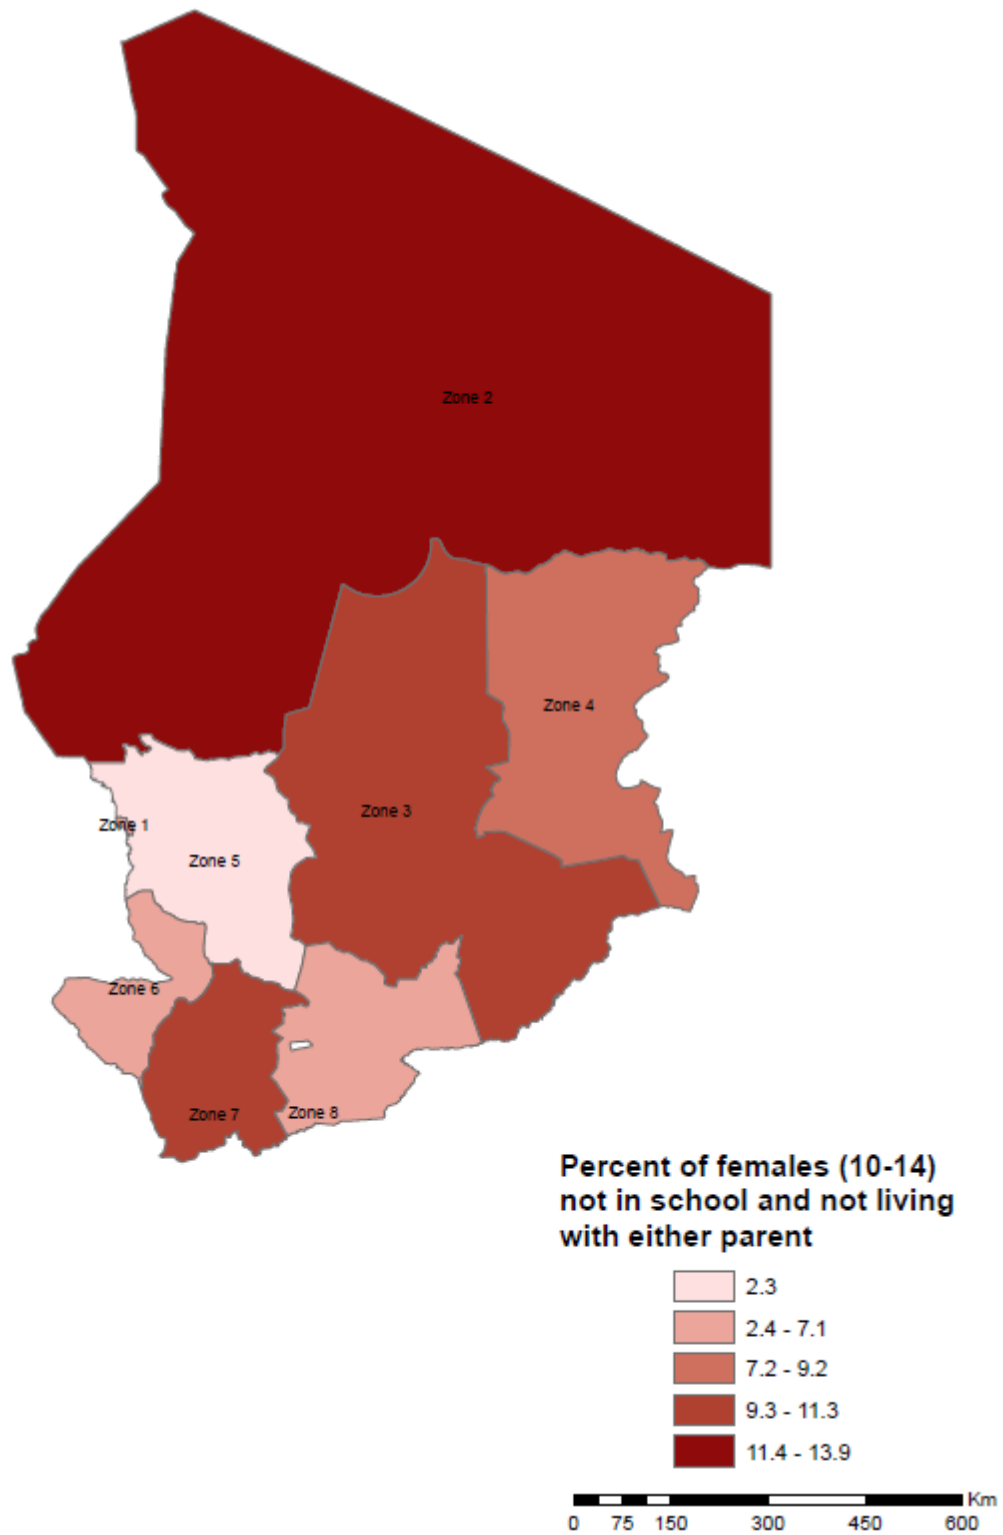 Zone 2
Zone 4
Zone 3
Zone 1
Zone 5
Zone 6
Zone 7
Zone 8
Percent of females (10-14)
not in school and not living
with either parent
2.3
2.4 - 7.1
7.2 - 9.2
9.3 - 11.3
11.4 - 13.9
Km
0 75 150 300 450 600